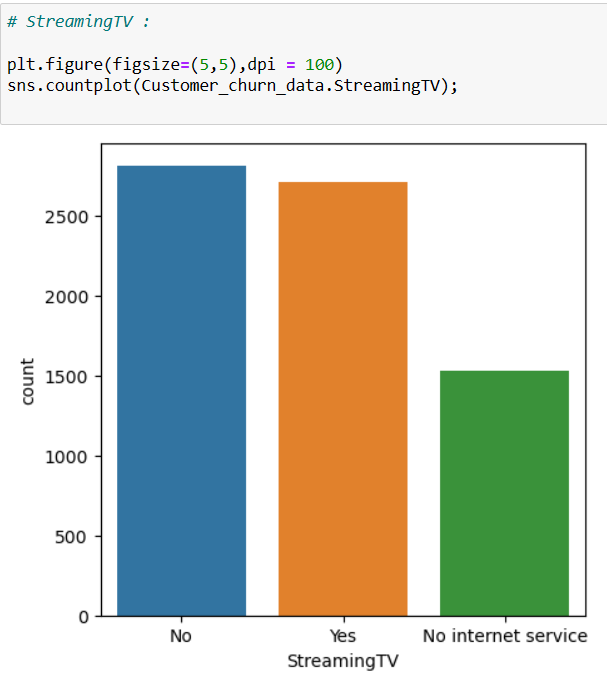 # StreamingTV :
plt.figure(figsize=(5,5),dpi = 100)
sns.countplot(Customer_churn_data.StreamingTV);
2500
2000
1500
1000
500
0
count
No Yes No internet service
StreamingTV